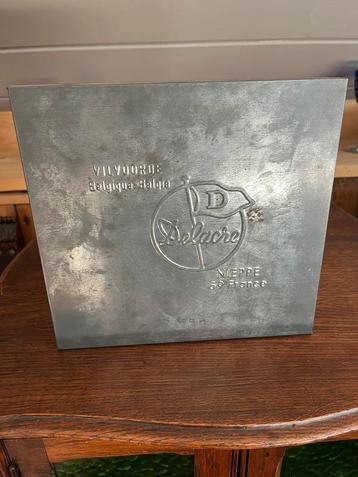 VILVOORDE
Belgique-België
D
Delacre
NIEPPE
59 France